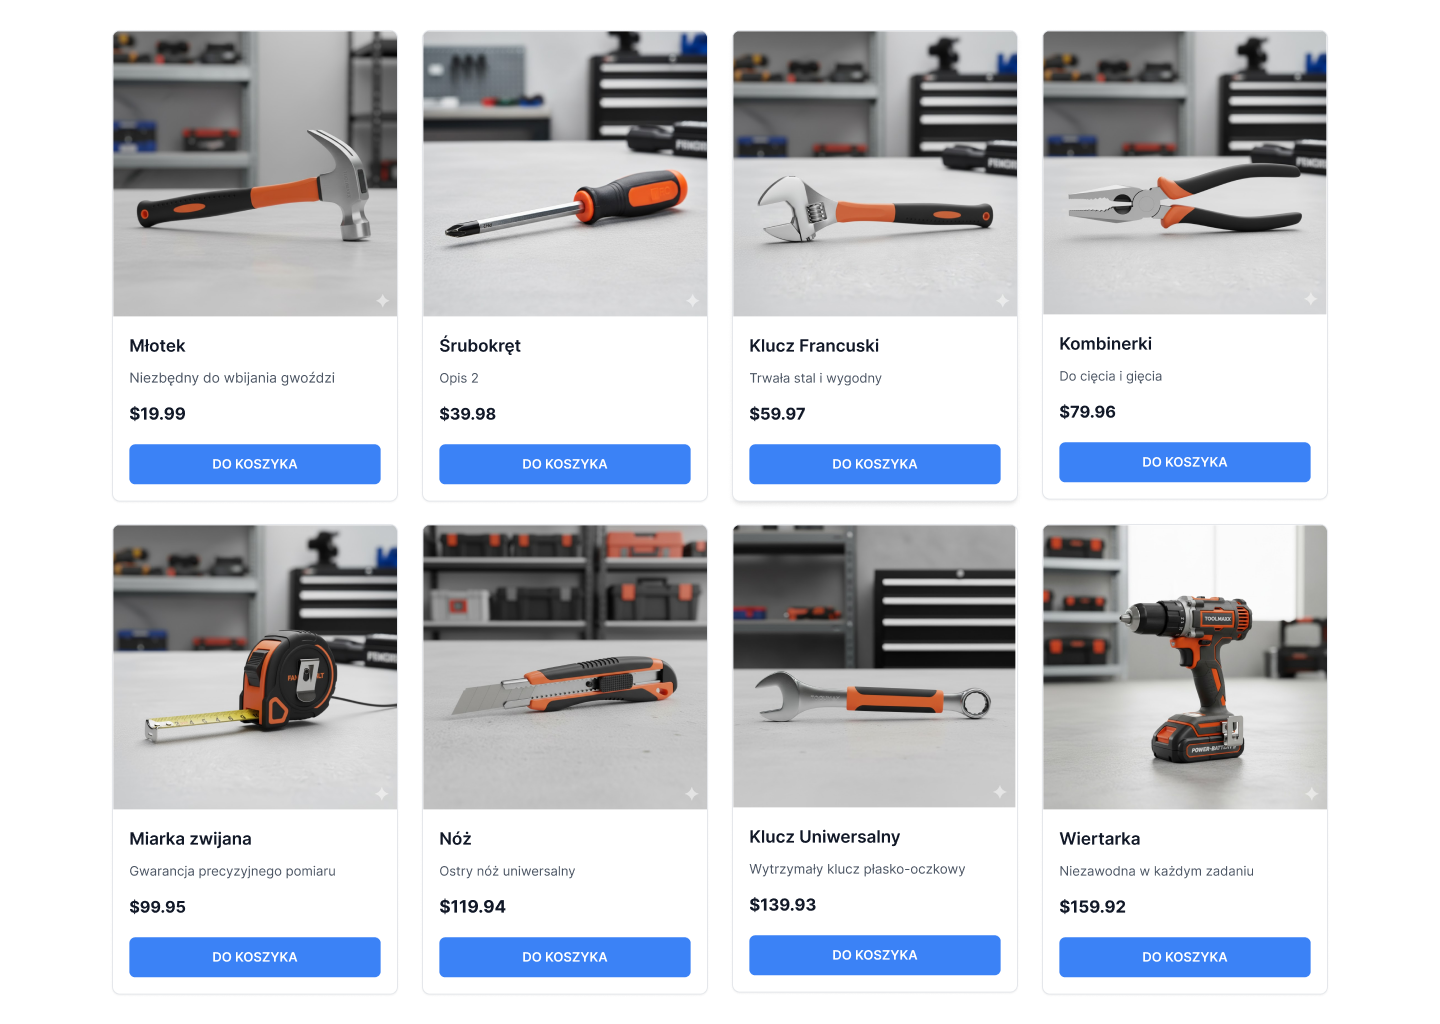 Młotek
Niezbędny do wbijania gwoździ
$19.99
DO KOSZYKA
Śrubokręt
Opis 2
$39.98
DO KOSZYKA
Klucz Francuski
Trwała stal i wygodny
$59.97
DO KOSZYKA
Kombinerki
Do cięcia i gięcia
$79.96
DO KOSZYKA
Miarka zwijana
Gwarancja precyzyjnego pomiaru
$99.95
DO KOSZYKA
Nóż
Ostry nóż uniwersalny
$119.94
DO KOSZYKA
Klucz Uniwersalny
Wytrzymały klucz płasko-oczkowy
$139.93
DO KOSZYKA
TOOLMAXX
Wiertarka
Niezawodna w każdym zadaniu
$159.92
DO KOSZYKA